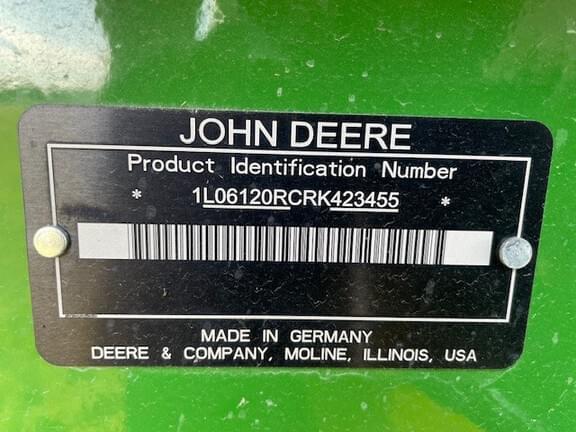 JOHN DEERE
Product Identification Number
* 1L06120RCRK423455 *
MADE IN GERMANY
DEERE & COMPANY, MOLINE, ILLINOIS, USA